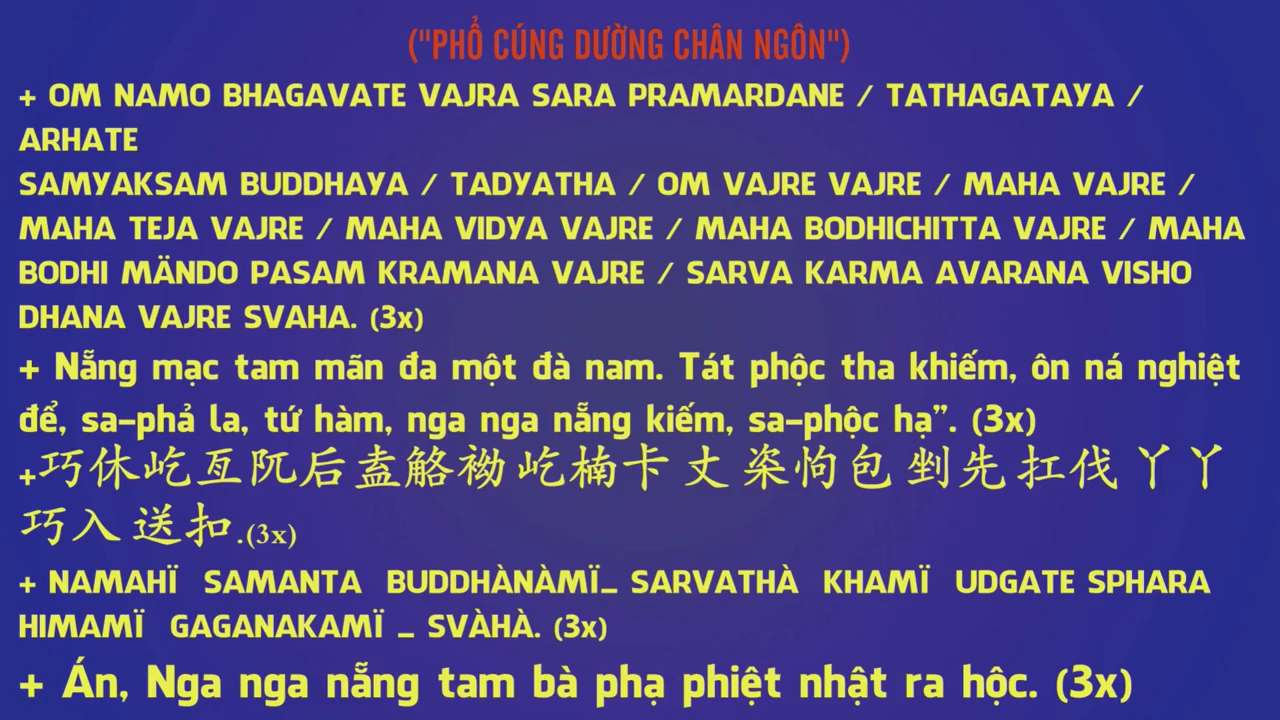 ("PHỔ CÚNG DƯỜNG CHÂN NGÔN")
+ OM NAMO BHAGAVATE VAJRA SARA PRAMARDANE / TATHAGATAYA /
ARHATE
SAMYAKSAM BUDDHAYA / TADYATHA / OM VAJRE VAJRE / MAHA VAJRE /
MAHA TEJA VAJRE / MAHA VIDYA VAJRE / MAHA BODHICHITTA VAJRE / MAHA
BODHI MÄNDO PASAM KRAMANA VAJRE / SARVA KARMA AVARANA VISHO
DHANA VAJRE SVAHA. (3x)
+ Nẵng mạc tam mãn đa một đà nam. Tát phộc tha khiếm, ôn ná nghiệt
để, sa-phả la, tứ hàm, nga nga nẵng kiếm, sa-phộc hạ”. (3x)
+巧休屹亙阢后盍觡袎 屹楠卡 丈 粢恦包 剉先 扛伐 丫丫
巧入 送扣.(3x)
+ NAMAHÏ SAMANTA BUDDHÀNÀMÏ_ SARVATHÀ KHAMÏ UDGATE SPHARA
HIMAMÏ GAGANAKAMÏ _ SVÀHÀ. (3x)
+ Án, Nga nga nẵng tam bà phạ phiệt nhật ra hộc. (3x)